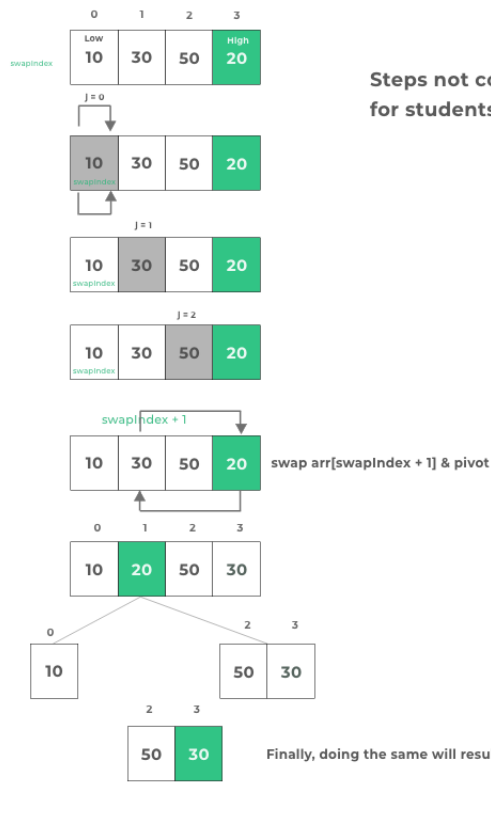 0 1 2 3
Low High
10 30 50 20
swapIndex
Steps not
for students
J = 0
10 30 50 20
swapIndex
J = 1
10 30 50 20
swapIndex
J = 2
10 30 50 20
swapIndex
swapIndex + 1
10 30 50 20
swap arr[swapIndex + 1] & pivot
0 1 2 3
10 20 50 30
0
2 3
10
50 30
2 3
50 30
Finally, doing the same will